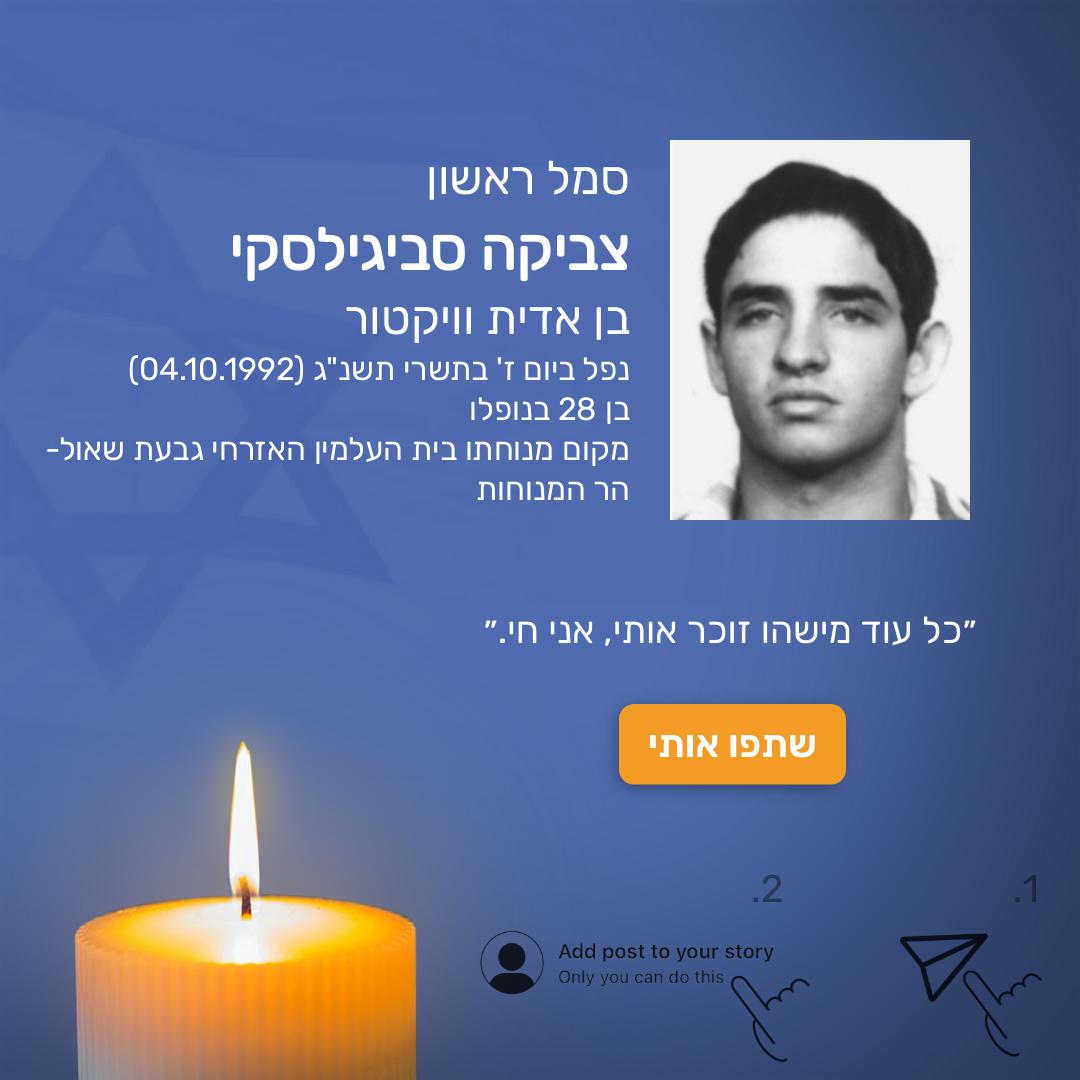 סמל ראשון
צביקה סביגילסקי
בן אדית וויקטור
נפל ביום ז' בתשרי תשנ"ג (04.10.1992)
בן 28 בנופלו
מקום מנוחתו בית העלמין האזרחי גבעת שאול-
הר המנוחות
״כל עוד מישהו זוכר אותי, אני חי.״
שתפו אותי
.1
.2
Add post to your story
Only you can do this